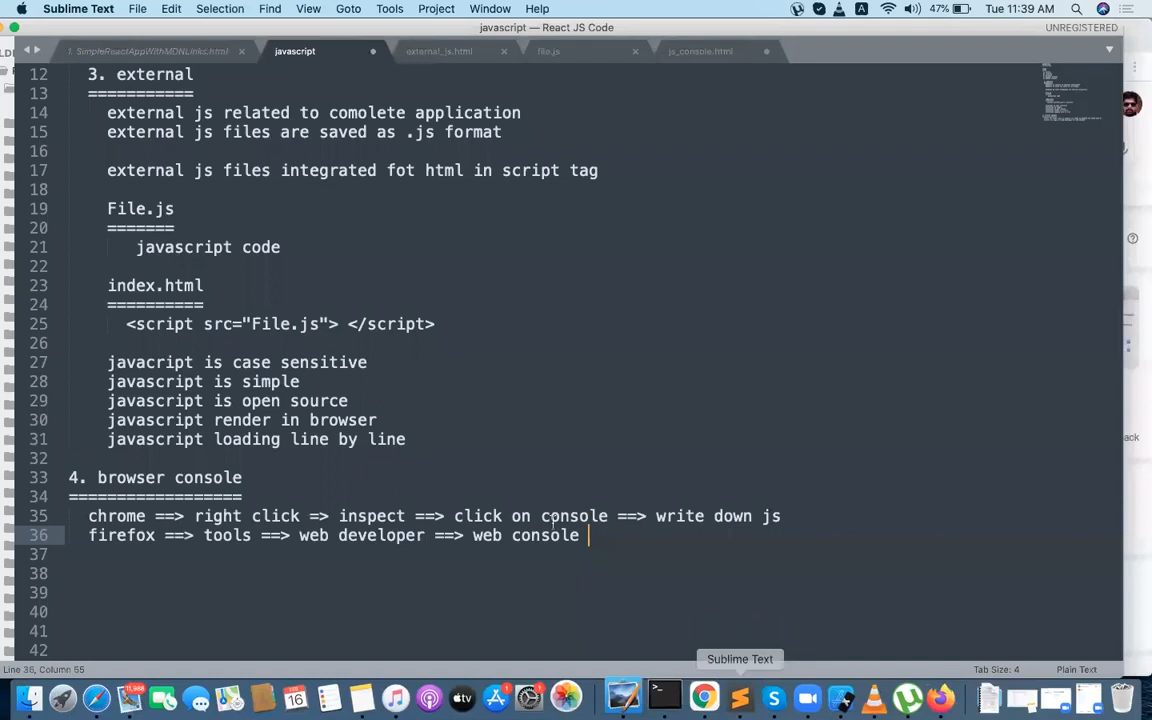 Sublime Text File Edit Selection Find View Goto Tools Project Window Help 47% Tue 11:39 AM
javascript — React JS Code UNREGISTERED
1. SimpleReactAppWithMDNLinks.html javascript external_js.html file.js js_console.html
12 3. external
13 ===========
14 external js related to comolete application
15 external js files are saved as .js format
16
17 external js files integrated fot html in script tag
18
19 File.js
20 =======
21 javascript code
22
23 index.html
24 ==========
25 <script src="File.js"> </script>
26
27 javacript is case sensitive
28 javascript is simple
29 javascript is open source
30 javascript render in browser
31 javascript loading line by line
32
33 4. browser console
34 ==================
35 chrome ==> right click => inspect ==> click on console ==> write down js
36 firefox ==> tools ==> web developer ==> web console
37
38
39
40
41
42
Sublime Text
Line 36, Column 55 Tab Size: 4 Plain Text